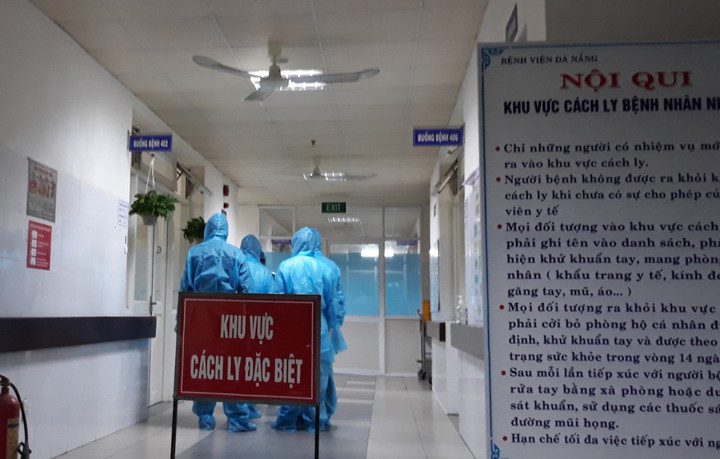 BUỒNG BỆNH 402
BUỒNG BỆNH 406
EXIT
KHU VỰC
CÁCH LY ĐẶC BIỆT
BỆNH VIỆN ĐÀ NẴNG
NỘI QUI
KHU VỰC CÁCH LY BỆNH NHÂN
• Chỉ những người có nhiệm vụ
ra vào khu vực cách ly.
• Người bệnh không được ra khỏi
cách ly khi chưa có sự cho phép
viên y tế
• Mọi đối tượng vào khu vực cách
phải ghi tên vào danh sách,
hiện khử khuẩn tay, mang
nhân ( khẩu trang y tế, kính
găng tay, mũ, áo... )
• Mọi đối tượng ra khỏi khu vực
phải cởi bỏ phòng hộ cá nhân
định, khử khuẩn tay và được theo
trạng sức khỏe trong vòng 14
• Sau mỗi lần tiếp xúc với người
rửa tay bằng xà phòng hoặc
sát khuẩn, sử dụng các thuốc
đường mũi họng.
• Hạn chế tối đa việc tiếp xúc với